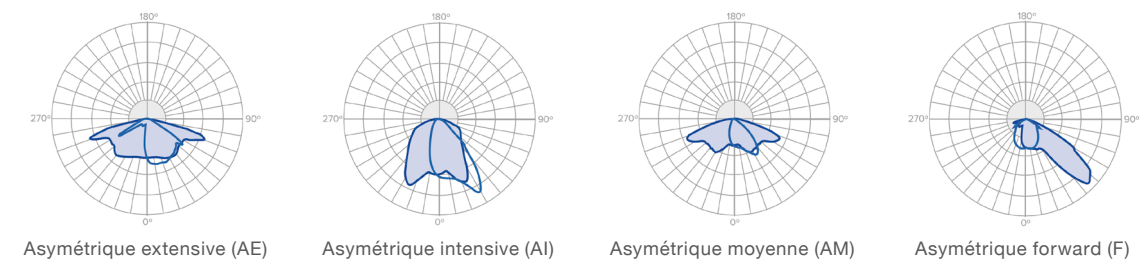 180° 180° 180° 180°
270° 90° 270° 90° 270° 90° 270° 90°
0° 0° 0° 0°
Asymétrique extensive (AE) Asymétrique intensive (AI) Asymétrique moyenne (AM) Asymétrique forward (F)